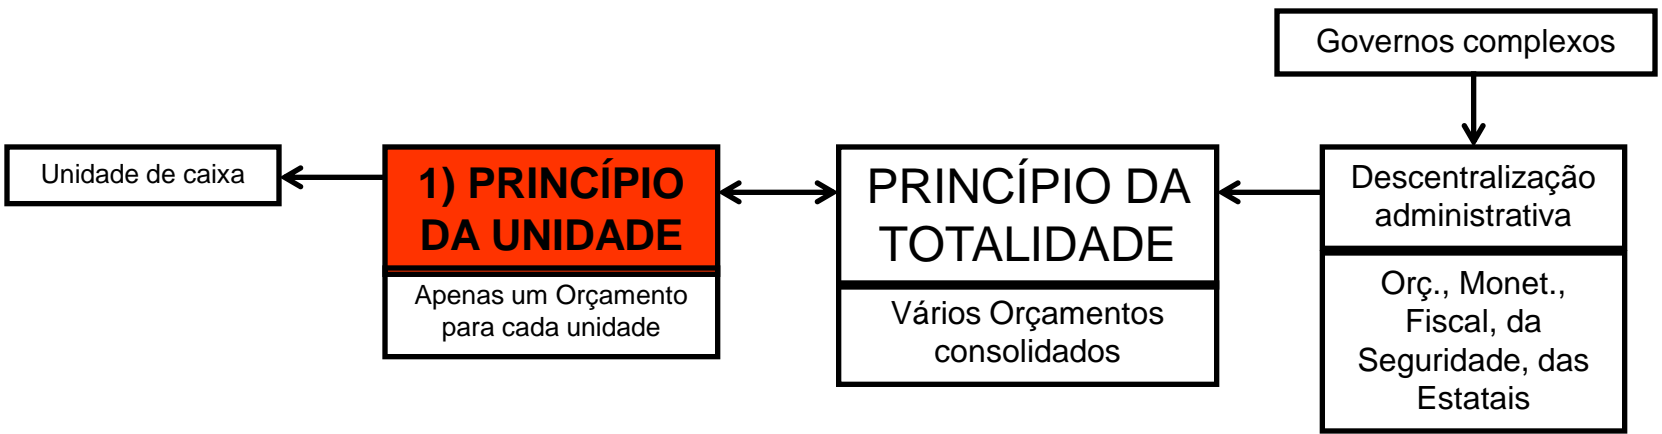 Governos complexos
Unidade de caixa
1) PRINCÍPIO
DA UNIDADE
Apenas um Orçamento
para cada unidade
PRINCÍPIO DA
TOTALIDADE
Vários Orçamentos
consolidados
Descentralização
administrativa
Orç., Monet.,
Fiscal, da
Seguridade, das
Estatais